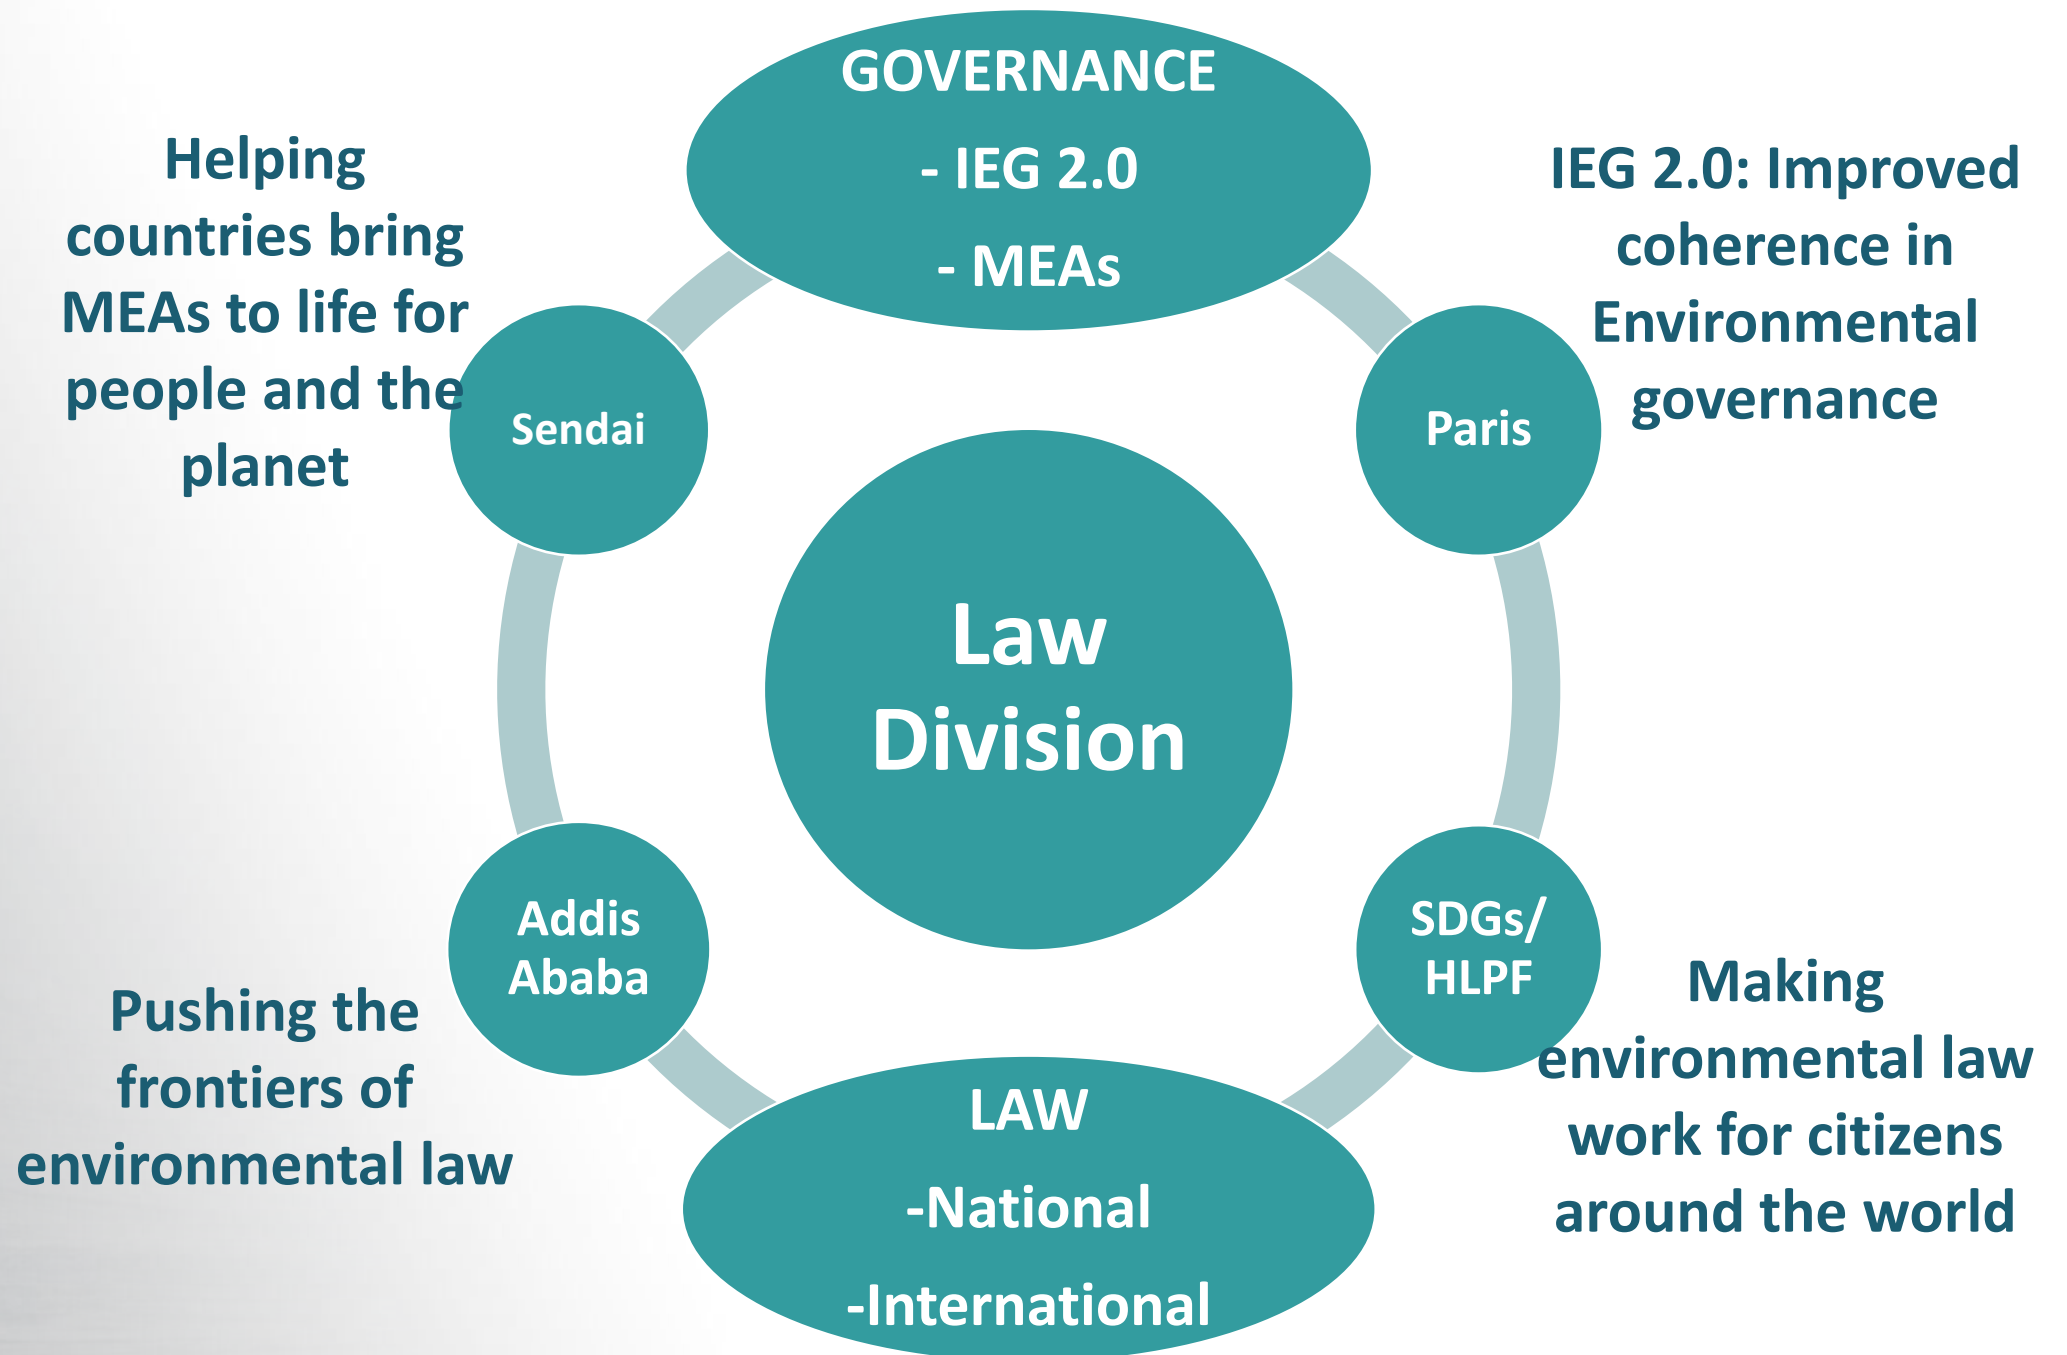 GOVERNANCE
- IEG 2.0
- MEAs
Helping
countries bring
MEAs to life for
people and the
planet
IEG 2.0: Improved
coherence in
Environmental
governance
Sendai
Paris
Law
Division
Addis
Ababa
SDGs/
HLPF
Pushing the
frontiers of
environmental law
Making
environmental law
work for citizens
around the world
LAW
-National
-International